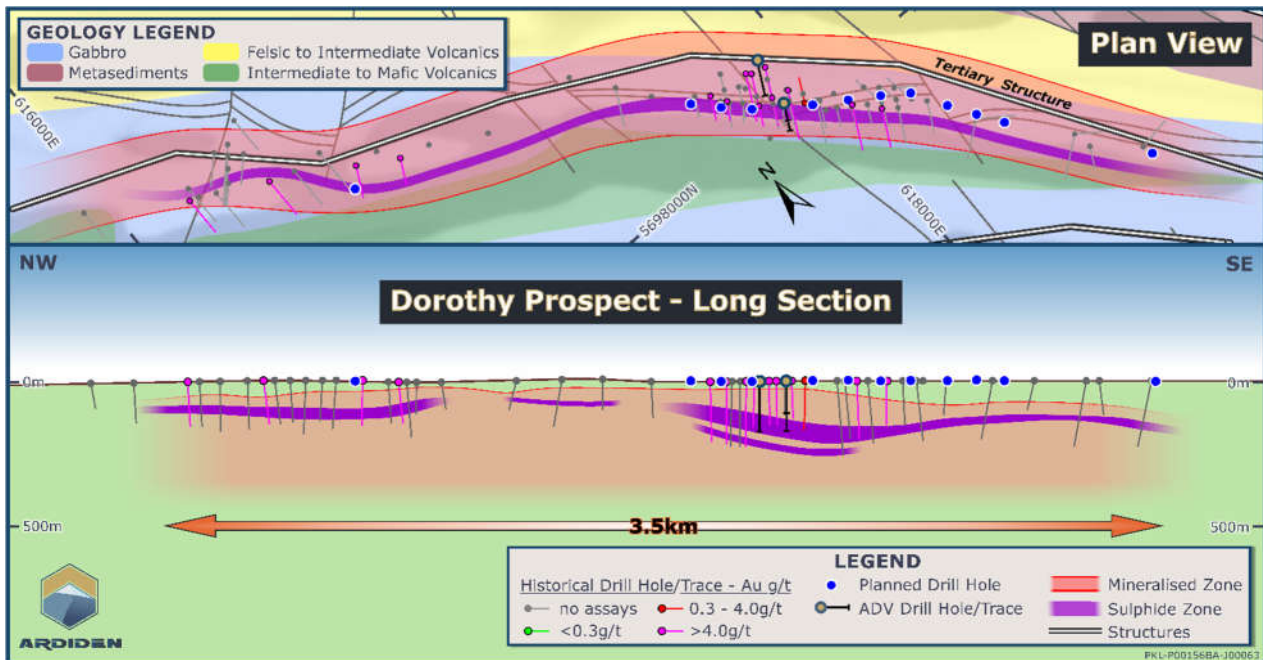 GEOLOGY LEGEND
Gabbro
Felsic to Intermediate Volcanics
Metasediments
Intermediate to Mafic Volcanics
Plan View
Tertiary Structure
616000E
N
5698000N
618000E
NW
SE
Dorothy Prospect - Long Section
0m
0m
3.5km
500m
500m
LEGEND
Historical Drill Hole/Trace - Au g/t
no assays
0.3 - 4.0g/t
<0.3g/t
>4.0g/t
Planned Drill Hole
ADV Drill Hole/Trace
Mineralised Zone
Sulphide Zone
Structures
ARDIDEN
PKL-P00156BA-J00063